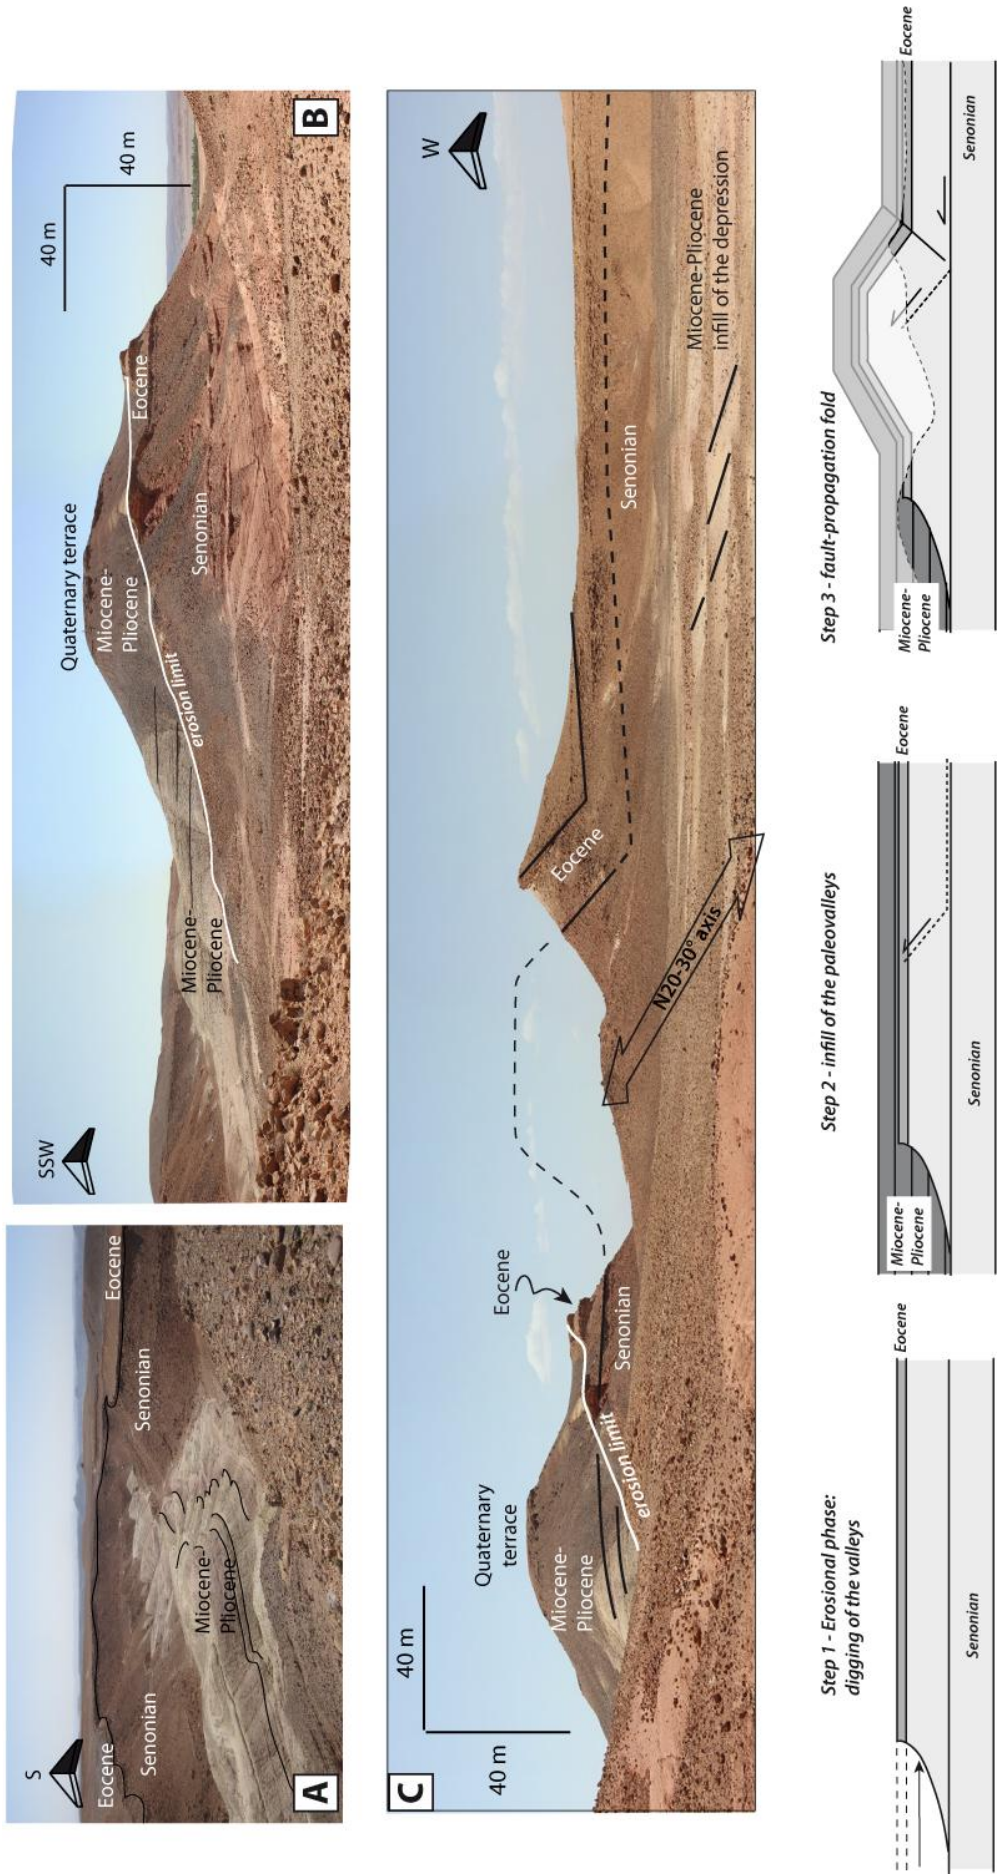 S
Eocene
Senonian
Senonian
Eocene
Miocene-
Pliocene
A
SSW
Quaternary terrace
40 m
40 m
Miocene-
Pliocene
Miocene-
Pliocene
erosion limit
Senonian
Eocene
B
C
40 m
40 m
Quaternary
terrace
Miocene-
Pliocene
erosion limit
Eocene
Senonian
N20-30° axis
Eocene
Senonian
W
Miocene-Pliocene
infill of the depression
Step 1 - Erosional phase:
digging of the valleys
Eocene
Senonian
Step 2 - infill of the paleovalleys
Miocene-
Pliocene
Eocene
Senonian
Step 3 - fault-propagation fold
Miocene-
Pliocene
Eocene
Senonian